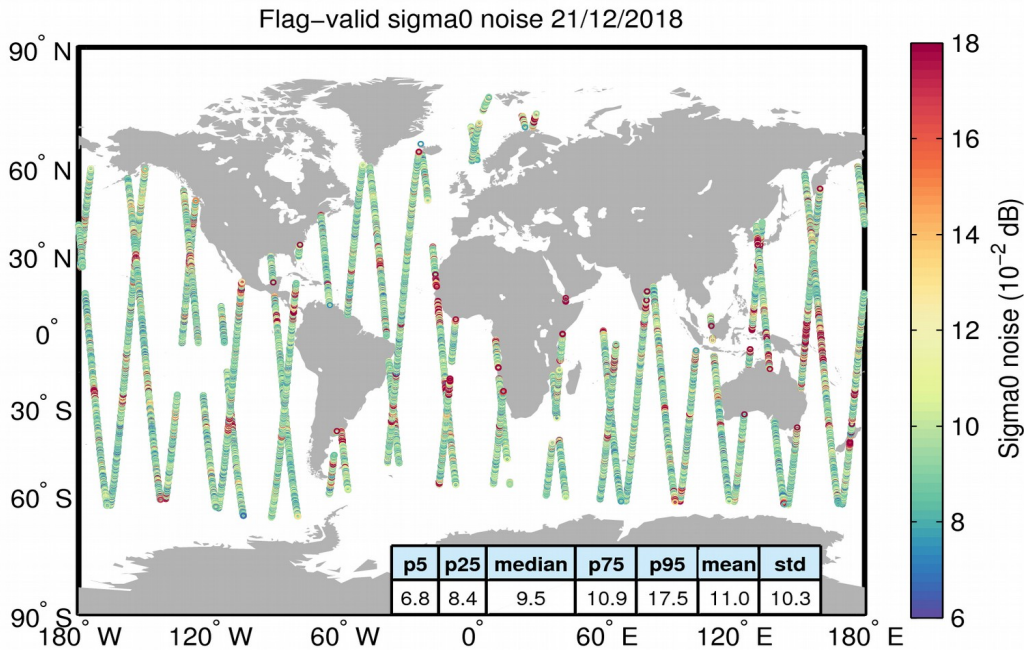 Flag-valid sigma0 noise 21/12/2018
90° N
60° N
30° N
0°
30° S
60° S
90° S
180° W
120° W
60° W
0°
60° E
120° E
180° E
p5 p25 median p75 p95 mean std
6.8 8.4 9.5 10.9 17.5 11.0 10.3
18
16
14
12
10
8
6
Sigma0 noise (10⁻² dB)